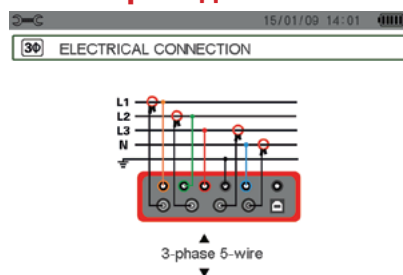 15/01/09 14:01
3Φ ELECTRICAL CONNECTION
L1
L2
L3
N
3-phase 5-wire